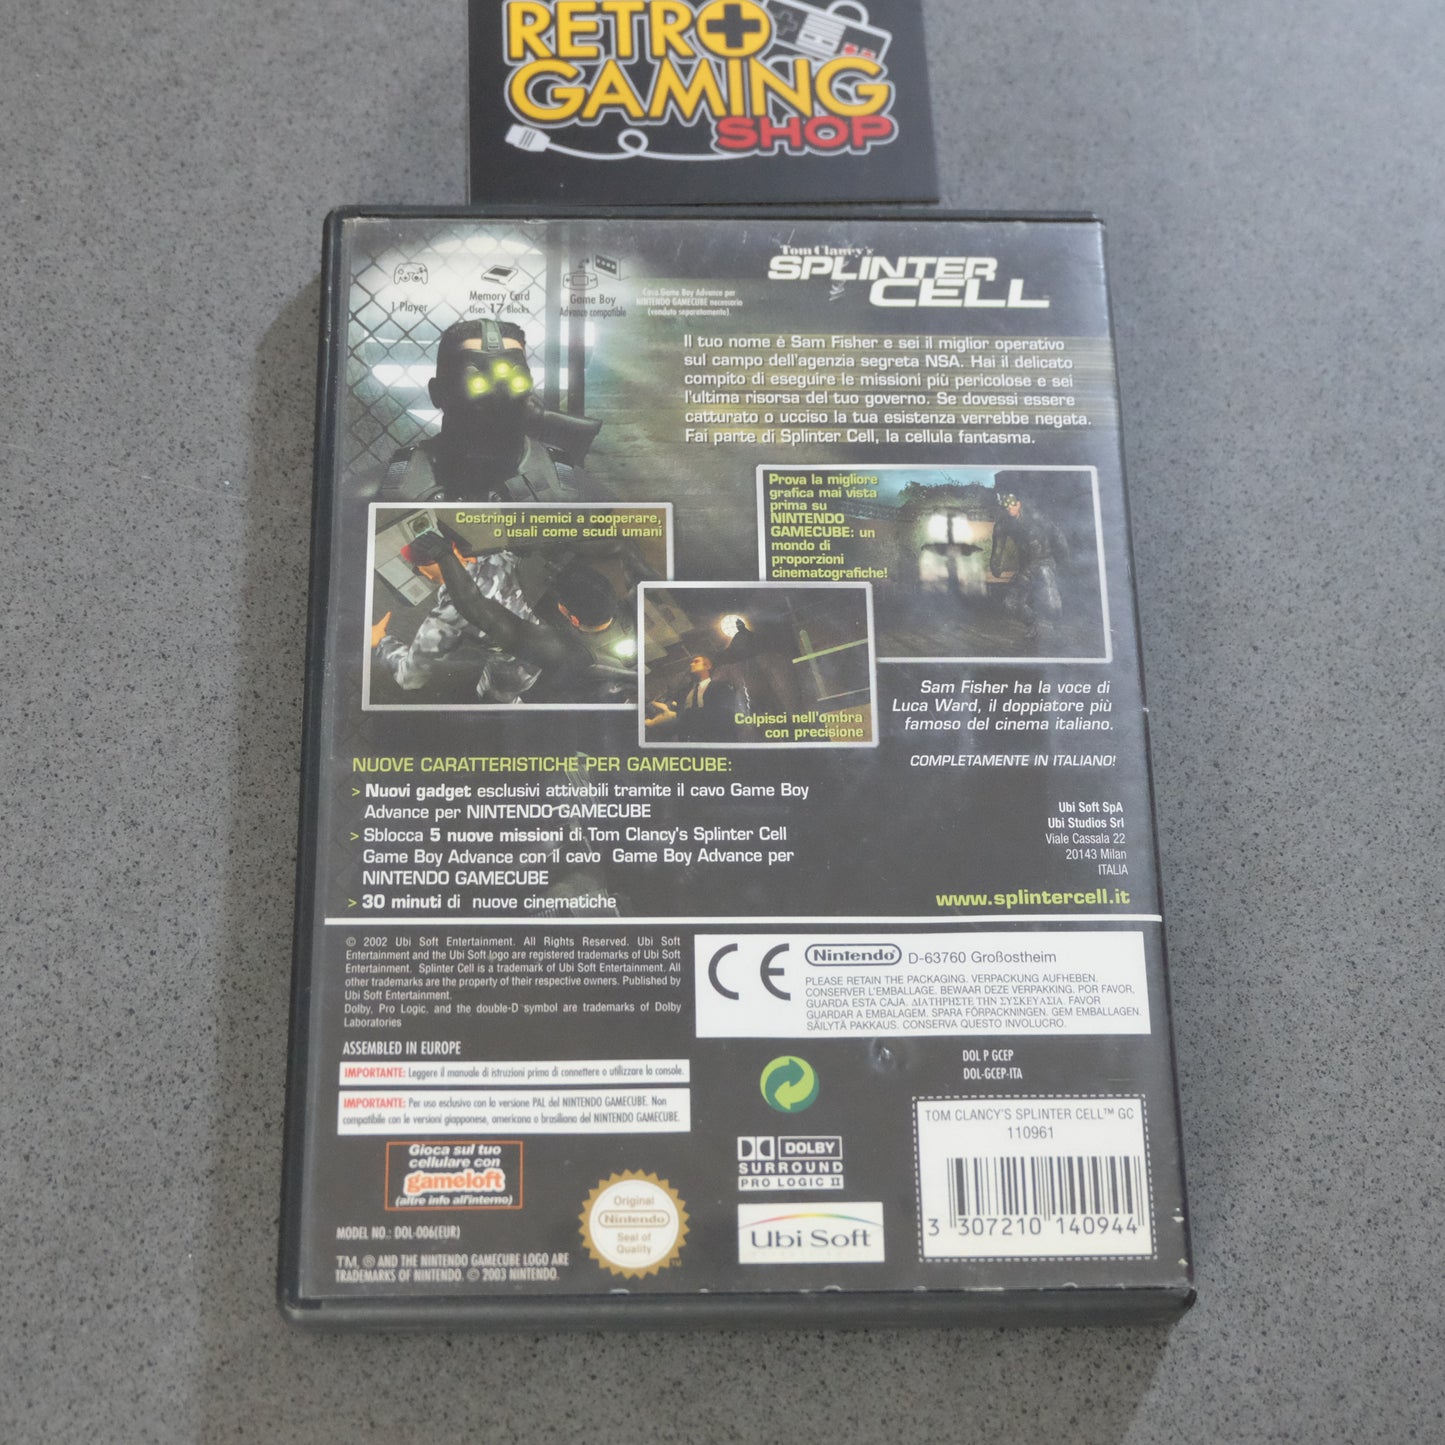 RETRO
GAMING
SHOP
Tom Clancy's
SPLINTER
CELL
1 Player
Memory Card
Uses 17 Blocks
Game Boy
Advance compatible
Cavo Game Boy Advance per
NINTENDO GAMECUBE necessario
(venduto separatamente).
Il tuo nome è Sam Fisher e sei il miglior operativo
sul campo dell'agenzia segreta NSA. Hai il delicato
compito di eseguire le missioni più pericolose e sei
l'ultima risorsa del tuo governo. Se dovessi essere
catturato o ucciso la tua esistenza verrebbe negata.
Fai parte di Splinter Cell, la cellula fantasma.
Costringi i nemici a cooperare,
o usali come scudi umani
Prova la migliore
grafica mai vista
prima su
NINTENDO
GAMECUBE: un
mondo di
proporzioni
cinematografiche!
Colpisci nell'ombra
con precisione
Sam Fisher ha la voce di
Luca Ward, il doppiatore più
famoso del cinema italiano.
COMPLETAMENTE IN ITALIANO!
NUOVE CARATTERISTICHE PER GAMECUBE:
> Nuovi gadget esclusivi attivabili tramite il cavo Game Boy
Advance per NINTENDO GAMECUBE
> Sblocca 5 nuove missioni di Tom Clancy's Splinter Cell
Game Boy Advance con il cavo Game Boy Advance per
NINTENDO GAMECUBE
> 30 minuti di nuove cinematiche
Ubi Soft SpA
Ubi Studios Srl
Viale Cassala 22
20143 Milan
ITALIA
www.splintercell.it
© 2002 Ubi Soft Entertainment. All Rights Reserved. Ubi Soft
Entertainment and the Ubi Soft logo are registered trademarks of Ubi Soft
Entertainment. Splinter Cell is a trademark of Ubi Soft Entertainment. All
other trademarks are the property of their respective owners. Published by
Ubi Soft Entertainment.
Dolby, Pro Logic, and the double-D symbol are trademarks of Dolby
Laboratories
CE
Nintendo D-63760 Großostheim
PLEASE RETAIN THE PACKAGING. VERPACKUNG AUFHEBEN.
CONSERVER L'EMBALLAGE. BEWAAR DEZE VERPAKKING. POR FAVOR,
GUARDA ESTA CAJA. ΔΙΑΤΗΡΗΣΤΕ ΤΗΝ ΣΥΣΚΕΥΑΣΙΑ. FAVOR
GUARDAR A EMBALAGEM. SPARA FÖRPACKNINGEN. GEM EMBALLAGEN.
SÄILYTÄ PAKKAUS. CONSERVA QUESTO INVOLUCRO.
ASSEMBLED IN EUROPE
IMPORTANTE: Leggere il manuale di istruzioni prima di connettere o utilizzare la console.
IMPORTANTE: Per uso esclusivo con la versione PAL del NINTENDO GAMECUBE. Non
compatibile con le versioni giapponese, americana o brasiliana del NINTENDO GAMECUBE.
DOL P GCEP
DOL-GCEP-ITA
Gioca sul tuo
cellulare con
gameloft
(altre info all'interno)
MODEL NO.: DOL-006(EUR)
TM, ® AND THE NINTENDO GAMECUBE LOGO ARE
TRADEMARKS OF NINTENDO. © 2003 NINTENDO.
Original
Nintendo
Seal of
Quality
TM
DOLBY
SURROUND
PRO LOGIC II
Ubi Soft
TOM CLANCY'S SPLINTER CELL™ GC
110961
3 307210 140944